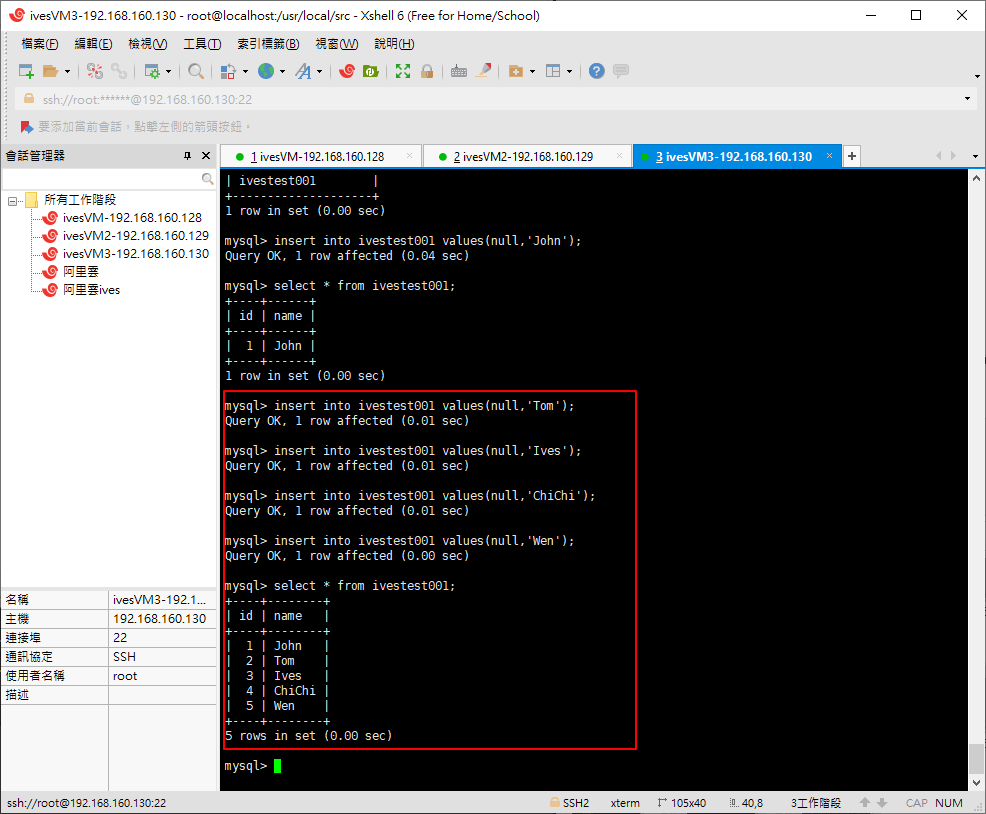 ivesVM3-192.168.160.130 - root@localhost:/usr/local/src - Xshell 6 (Free for Home/School)
檔案(F) 編輯(E) 檢視(V) 工具(T) 索引標籤(B) 視窗(W) 說明(H)
ssh://root:******@192.168.160.130:22
要添加當前會話，點擊左側的箭頭按鈕。
會話管理器
所有工作階段
ivesVM-192.168.160.128
ivesVM2-192.168.160.129
ivesVM3-192.168.160.130
阿里雲
阿里雲ives
名稱 ivesVM3-192.1...
主機 192.168.160.130
連接埠 22
通訊協定 SSH
使用者名稱 root
描述
1 ivesVM-192.168.160.128 × 2 ivesVM2-192.168.160.129 × 3 ivesVM3-192.168.160.130 × +
| ivestest001        |
+--------------------+
1 row in set (0.00 sec)
mysql> insert into ivestest001 values(null,'John');
Query OK, 1 row affected (0.04 sec)
mysql> select * from ivestest001;
+----+------+
| id | name |
+----+------+
|  1 | John |
+----+------+
1 row in set (0.00 sec)
mysql> insert into ivestest001 values(null,'Tom');
Query OK, 1 row affected (0.01 sec)
mysql> insert into ivestest001 values(null,'Ives');
Query OK, 1 row affected (0.01 sec)
mysql> insert into ivestest001 values(null,'ChiChi');
Query OK, 1 row affected (0.01 sec)
mysql> insert into ivestest001 values(null,'Wen');
Query OK, 1 row affected (0.00 sec)
mysql> select * from ivestest001;
+----+--------+
| id | name   |
+----+--------+
|  1 | John   |
|  2 | Tom    |
|  3 | Ives   |
|  4 | ChiChi |
|  5 | Wen    |
+----+--------+
5 rows in set (0.00 sec)
mysql>
ssh://root@192.168.160.130:22 SSH2 xterm 105x40 40,8 3工作階段 CAP NUM